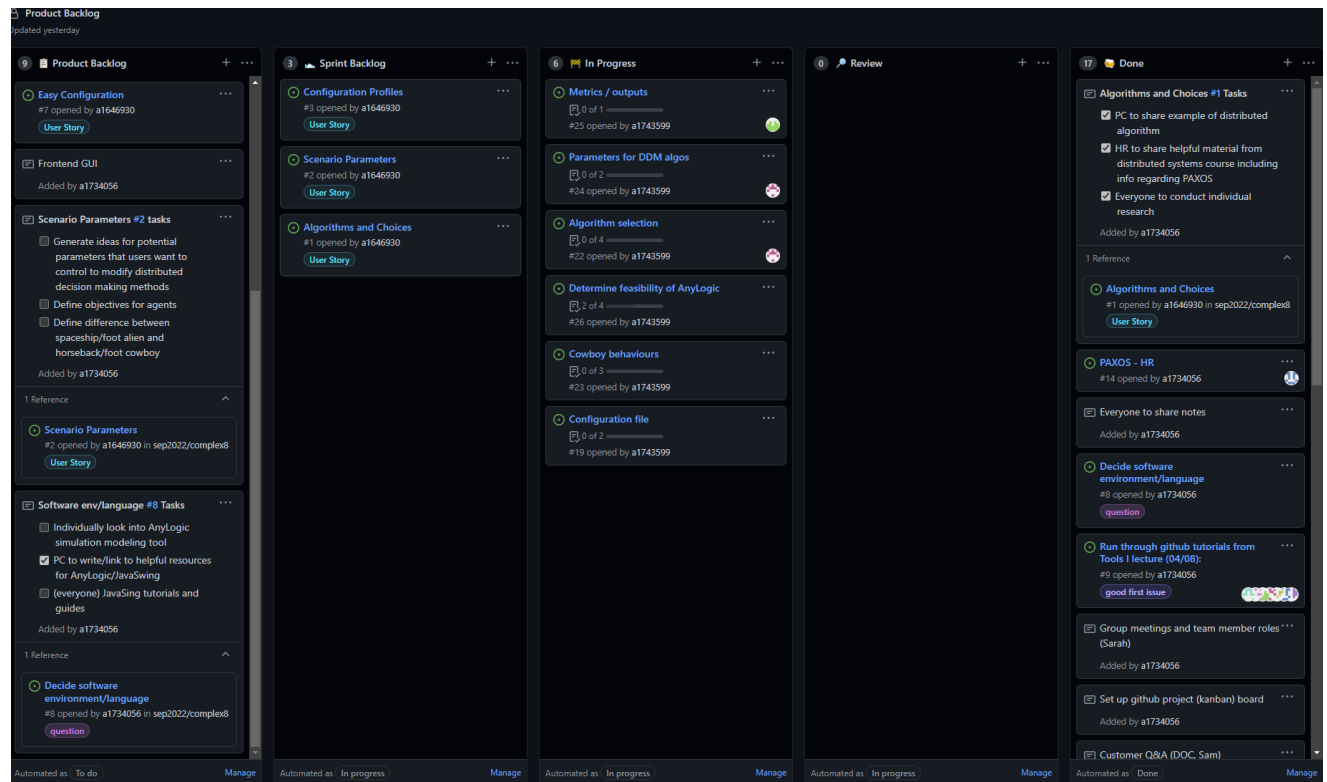 Product Backlog
Updated yesterday
9 Product Backlog
Easy Configuration
#7 opened by a1646930
User Story
Frontend GUI
Added by a1734056
Scenario Parameters #2 tasks
Generate ideas for potential
parameters that users want to
control to modify distributed
decision making methods
Define objectives for agents
Define difference between
spaceship/foot alien and
horseback/foot cowboy
Added by a1734056
1 Reference
Scenario Parameters
#2 opened by a1646930 in sep2022/complex8
User Story
Software env/language #8 Tasks
Individually look into AnyLogic
simulation modeling tool
PC to write/link to helpful resources
for AnyLogic/JavaSwing
(everyone) JavaSing tutorials and
guides
Added by a1734056
1 Reference
Decide software
environment/language
#8 opened by a1734056 in sep2022/complex8
question
Automated as To do Manage
3 Sprint Backlog
Configuration Profiles
#3 opened by a1646930
User Story
Scenario Parameters
#2 opened by a1646930
User Story
Algorithms and Choices
#1 opened by a1646930
User Story
Automated as In progress Manage
6 In Progress
Metrics / outputs
0 of 1
#25 opened by a1743599
Parameters for DDM algos
0 of 2
#24 opened by a1743599
Algorithm selection
0 of 4
#22 opened by a1743599
Determine feasibility of AnyLogic
2 of 4
#26 opened by a1743599
Cowboy behaviours
0 of 3
#23 opened by a1743599
Configuration file
0 of 2
#19 opened by a1743599
Automated as In progress Manage
0 Review
Automated as In progress Manage
17 Done
Algorithms and Choices #1 Tasks
PC to share example of distributed
algorithm
HR to share helpful material from
distributed systems course including
info regarding PAXOS
Everyone to conduct individual
research
Added by a1734056
1 Reference
Algorithms and Choices
#1 opened by a1646930 in sep2022/complex8
User Story
PAXOS - HR
#14 opened by a1734056
Everyone to share notes
Added by a1734056
Decide software
environment/language
#8 opened by a1734056
question
Run through github tutorials from
Tools I lecture (04/08):
#9 opened by a1734056
good first issue
Group meetings and team member roles
(Sarah)
Added by a1734056
Set up github project (kanban) board
Added by a1734056
Customer Q&A (DOC, Sam)
Automated as Done Manage